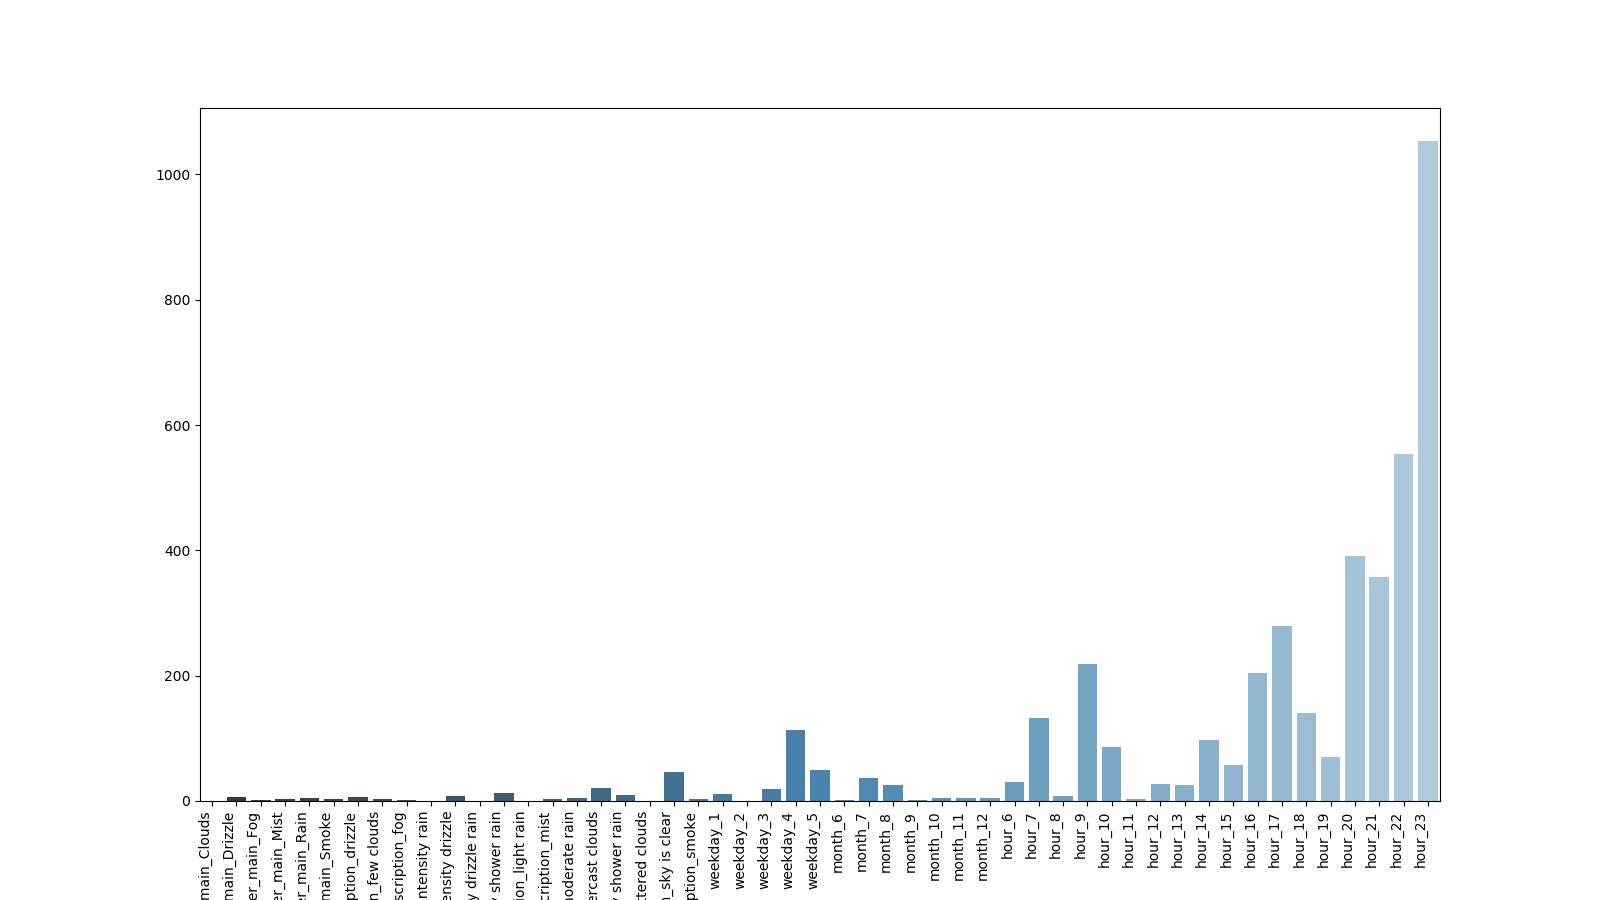 1000
800
600
400
200
0
main_Clouds
main_Drizzle
er_main_Fog
er_main_Mist
er_main_Rain
main_Smoke
ption_drizzle
n_few clouds
scription_fog
ntensity rain
ensity drizzle
y drizzle rain
y shower rain
ion_light rain
cription_mist
moderate rain
ercast clouds
y shower rain
ttered clouds
n_sky is clear
ption_smoke
weekday_1
weekday_2
weekday_3
weekday_4
weekday_5
month_6
month_7
month_8
month_9
month_10
month_11
month_12
hour_6
hour_7
hour_8
hour_9
hour_10
hour_11
hour_12
hour_13
hour_14
hour_15
hour_16
hour_17
hour_18
hour_19
hour_20
hour_21
hour_22
hour_23